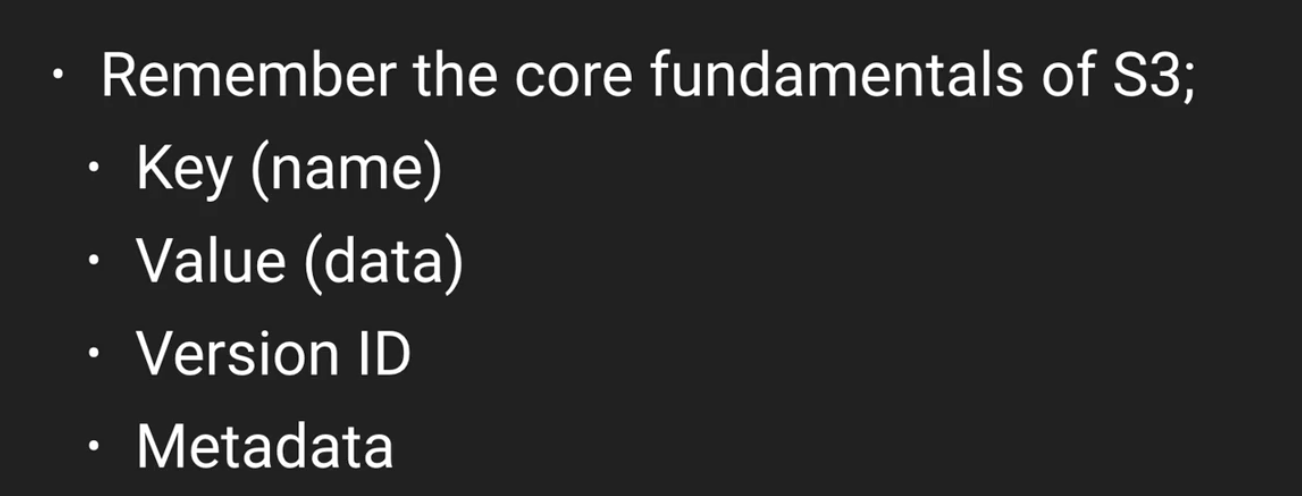 • Remember the core fundamentals of S3;
• Key (name)
• Value (data)
• Version ID
• Metadata